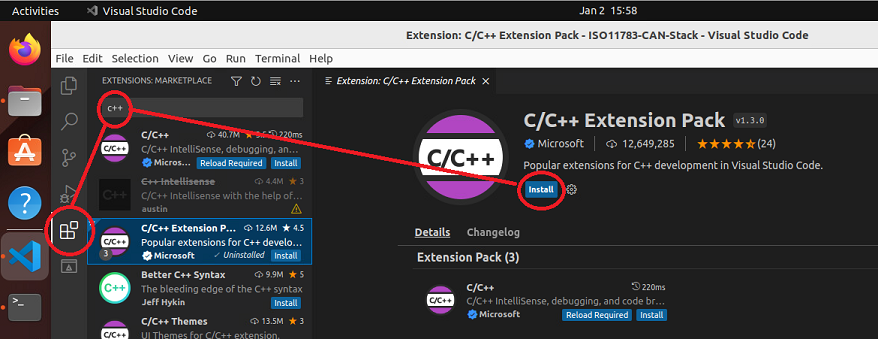 Activities
Visual Studio Code
Jan 2 15:58
Extension: C/C++ Extension Pack - ISO11783-CAN-Stack - Visual Studio Code
File Edit Selection View Go Run Terminal Help
EXTENSIONS: MARKETPLACE
c++
C/C++ 40.7M 220ms
C/C++ IntelliSense, debugging, an...
Micros... Reload Required Install
C++ Intellisense 4.4M 3
C/C++ Intellisense with the help of...
austin
C/C++ Extension P... 12.6M 4.5
Popular extensions for C++ develo...
3 Microsoft Uninstalled Install
Better C++ Syntax 9.9M 5
The bleeding edge of the C++ syntax
Jeff Hykin Install
C/C++ Themes 13.5M 3
UI Themes for C/C++ extension.
Extension: C/C++ Extension Pack
C/C++
C/C++ Extension Pack v1.3.0
Microsoft 12,649,285 (24)
Popular extensions for C++ development in Visual Studio Code.
Install
Details Changelog
Extension Pack (3)
C/C++ 220ms
C/C++ IntelliSense, debugging, and code br...
Microsoft Reload Required Install